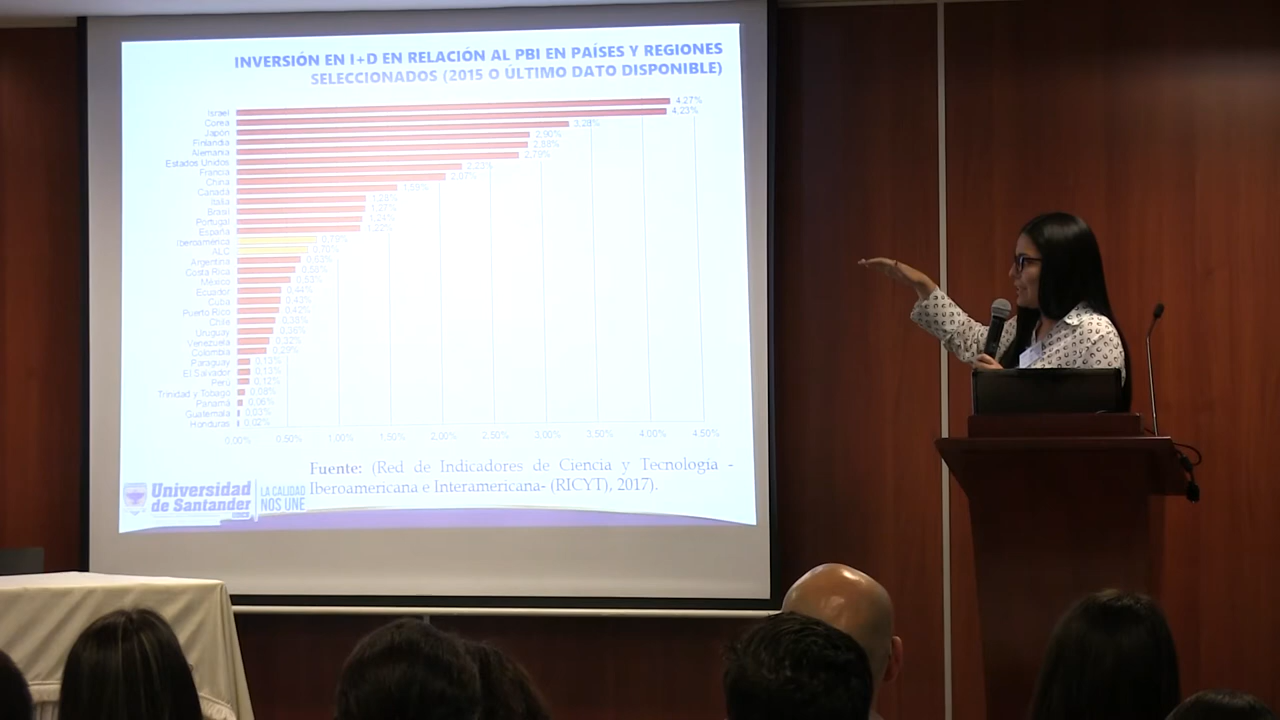 INVERSIÓN EN I+D EN RELACIÓN AL PBI EN PAÍSES Y REGIONES
SELECCIONADOS (2015 O ÚLTIMO DATO DISPONIBLE)
Israel 4,27%
Corea 4,23%
Japón 3,28%
Finlandia 2,90%
Alemania 2,88%
Estados Unidos 2,79%
Francia 2,23%
China 2,07%
Canadá 1,59%
Italia 1,28%
Brasil 1,27%
Portugal 1,24%
España 1,22%
Iberoamérica 0,79%
ALC 0,70%
Argentina 0,63%
Costa Rica 0,58%
México 0,53%
Ecuador 0,44%
Cuba 0,43%
Puerto Rico 0,42%
Chile 0,38%
Uruguay 0,36%
Venezuela 0,32%
Colombia 0,29%
Paraguay 0,13%
El Salvador 0,13%
Perú 0,12%
Trinidad y Tobago 0,08%
Panamá 0,06%
Guatemala 0,03%
Honduras 0,02%
0,00% 0,50% 1,00% 1,50% 2,00% 2,50% 3,00% 3,50% 4,00% 4,50%
Fuente: (Red de Indicadores de Ciencia y Tecnología -
Iberoamericana e Interamericana- (RICYT), 2017).
Universidad
de Santander
LA CALIDAD
NOS UNE